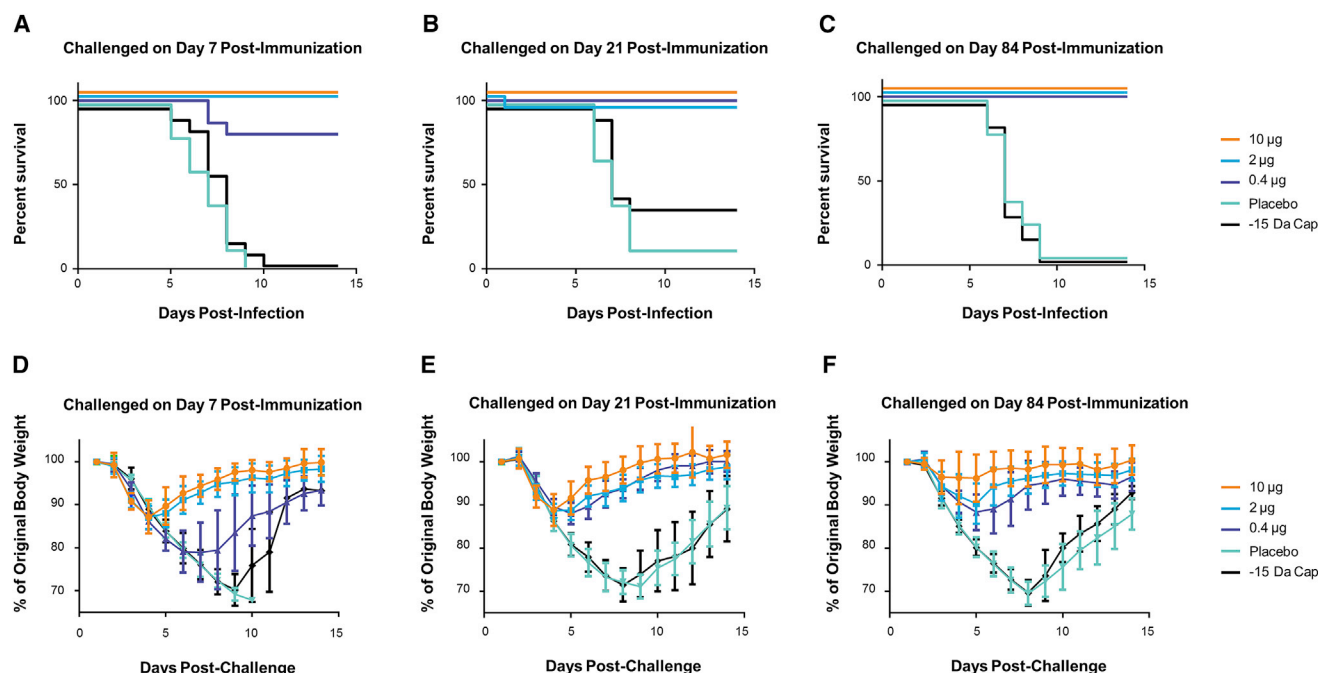 A
Challenged on Day 7 Post-Immunization
Percent survival
100
50
0
0 5 10 15
Days Post-Infection
B
Challenged on Day 21 Post-Immunization
Percent survival
100
50
0
0 5 10 15
Days Post-Infection
C
Challenged on Day 84 Post-Immunization
Percent survival
100
50
0
0 5 10 15
Days Post-Infection
10 µg
2 µg
0.4 µg
Placebo
-15 Da Cap
D
Challenged on Day 7 Post-Immunization
% of Original Body Weight
100
90
80
70
0 5 10 15
Days Post-Challenge
E
Challenged on Day 21 Post-Immunization
% of Original Body Weight
100
90
80
70
0 5 10 15
Days Post-Challenge
F
Challenged on Day 84 Post-Immunization
% of Original Body Weight
100
90
80
70
0 5 10 15
Days Post-Challenge
10 µg
2 µg
0.4 µg
Placebo
-15 Da Cap